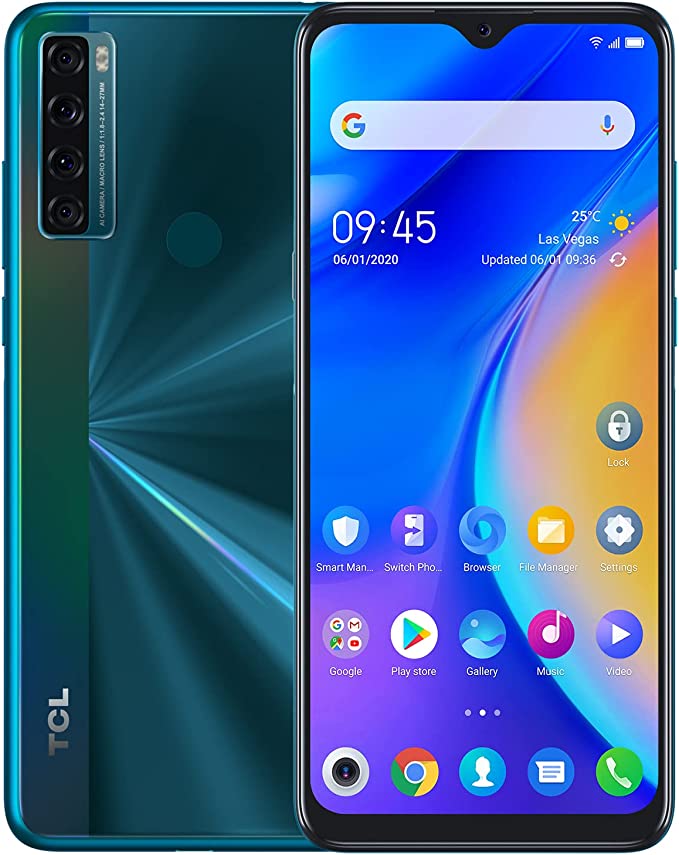 AI CAMERA / MACRO LENS / 1:1.8-2.4 14-27MM
TCL
09:45
06/01/2020
25°C
Las Vegas
Updated 06/01 09:36
Lock
Smart Man...
Switch Pho...
Browser
File Manager
Settings
Google
Play store
Gallery
Music
Video